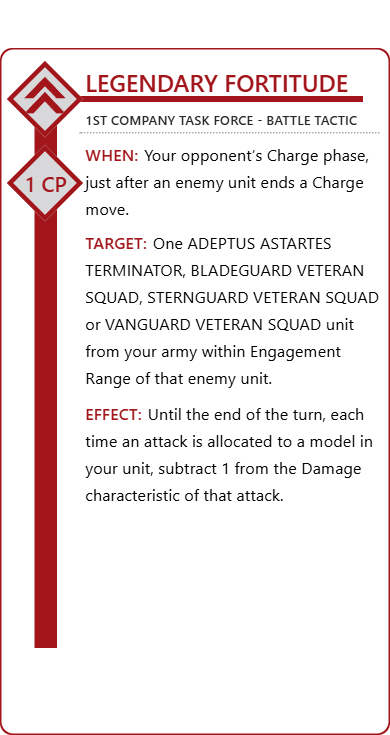 LEGENDARY FORTITUDE
1ST COMPANY TASK FORCE - BATTLE TACTIC
1 CP
WHEN: Your opponent's Charge phase,
just after an enemy unit ends a Charge
move.
TARGET: One ADEPTUS ASTARTES
TERMINATOR, BLADEGUARD VETERAN
SQUAD, STERNGUARD VETERAN SQUAD
or VANGUARD VETERAN SQUAD unit
from your army within Engagement
Range of that enemy unit.
EFFECT: Until the end of the turn, each
time an attack is allocated to a model in
your unit, subtract 1 from the Damage
characteristic of that attack.